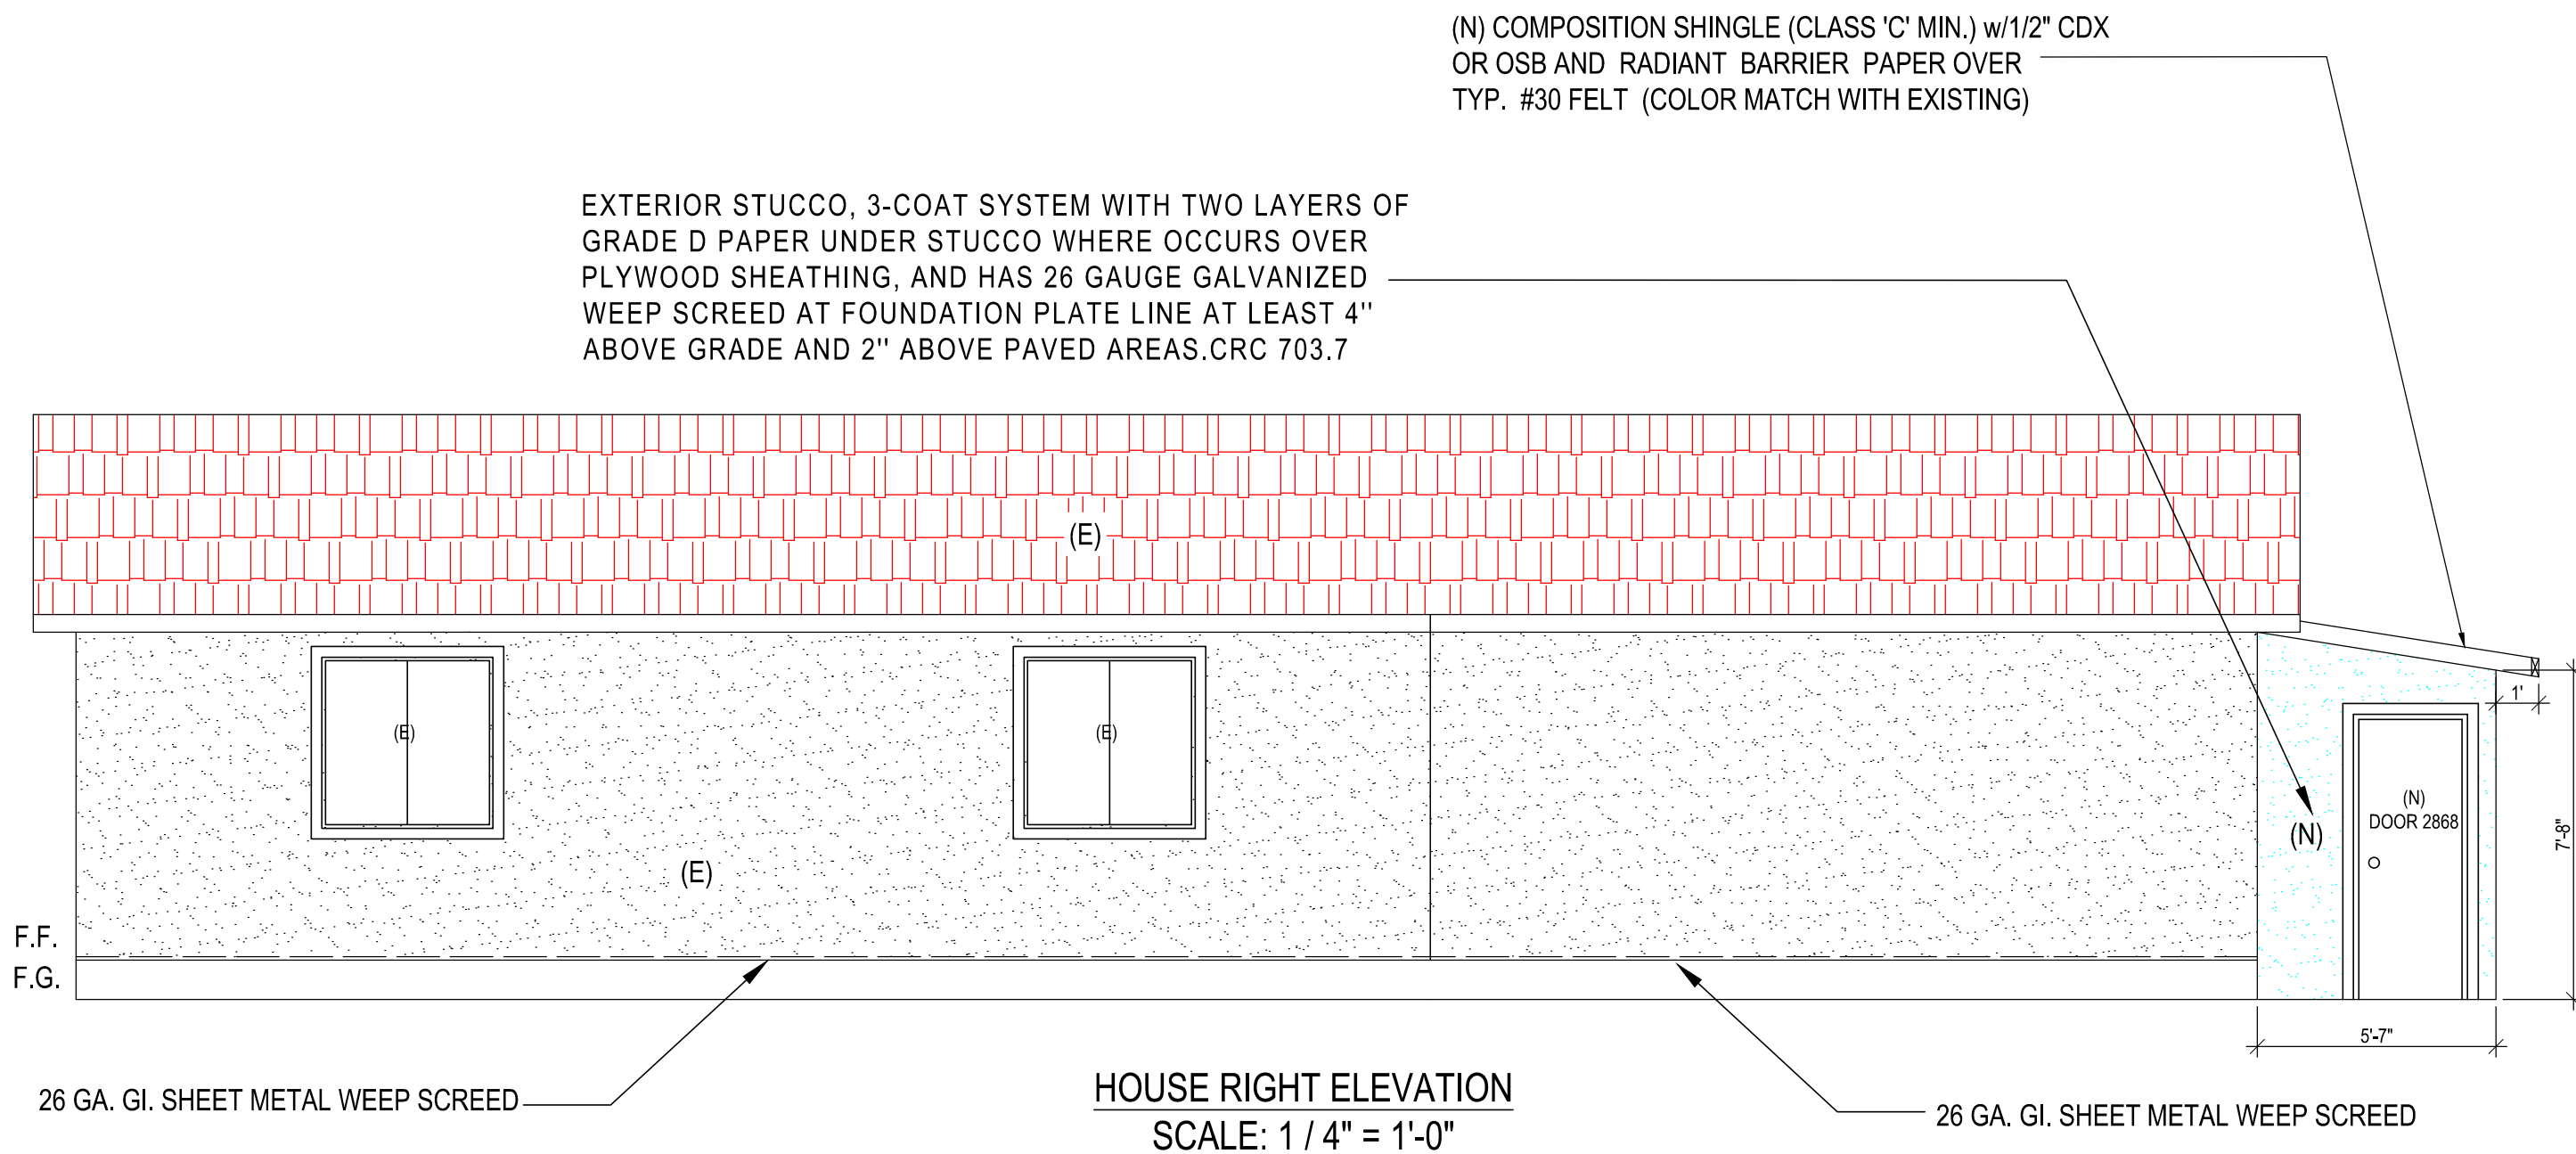 (N) COMPOSITION SHINGLE (CLASS 'C' MIN.) w/1/2" CDX
OR OSB AND RADIANT BARRIER PAPER OVER
TYP. #30 FELT (COLOR MATCH WITH EXISTING)
EXTERIOR STUCCO, 3-COAT SYSTEM WITH TWO LAYERS OF
GRADE D PAPER UNDER STUCCO WHERE OCCURS OVER
PLYWOOD SHEATHING, AND HAS 26 GAUGE GALVANIZED
WEEP SCREED AT FOUNDATION PLATE LINE AT LEAST 4''
ABOVE GRADE AND 2'' ABOVE PAVED AREAS.CRC 703.7
(E)
1'
(E)
(E)
(N)
DOOR 2868
(N)
7'-8"
(E)
F.F.
F.G.
5'-7"
26 GA. GI. SHEET METAL WEEP SCREED
HOUSE RIGHT ELEVATION
SCALE: 1 / 4" = 1'-0"
26 GA. GI. SHEET METAL WEEP SCREED